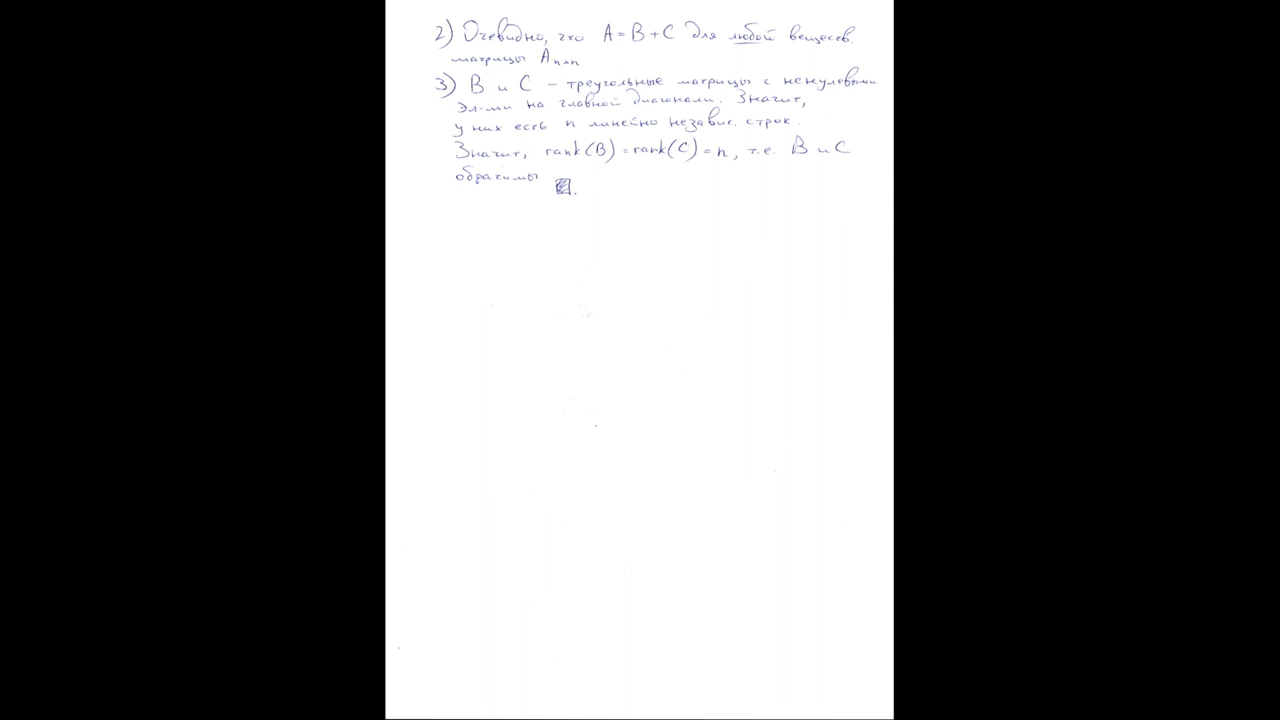 2) Очевидно, что A = B + C для любой веществ.
матрицы Aₙₓₙ
3) B и C – треугольные матрицы с ненулевыми
эл-ми на главной диагонали. Значит,
у них есть n линейно независ. строк.
Значит, rank(B) = rank(C) = n, т.е. B и C
обратимы